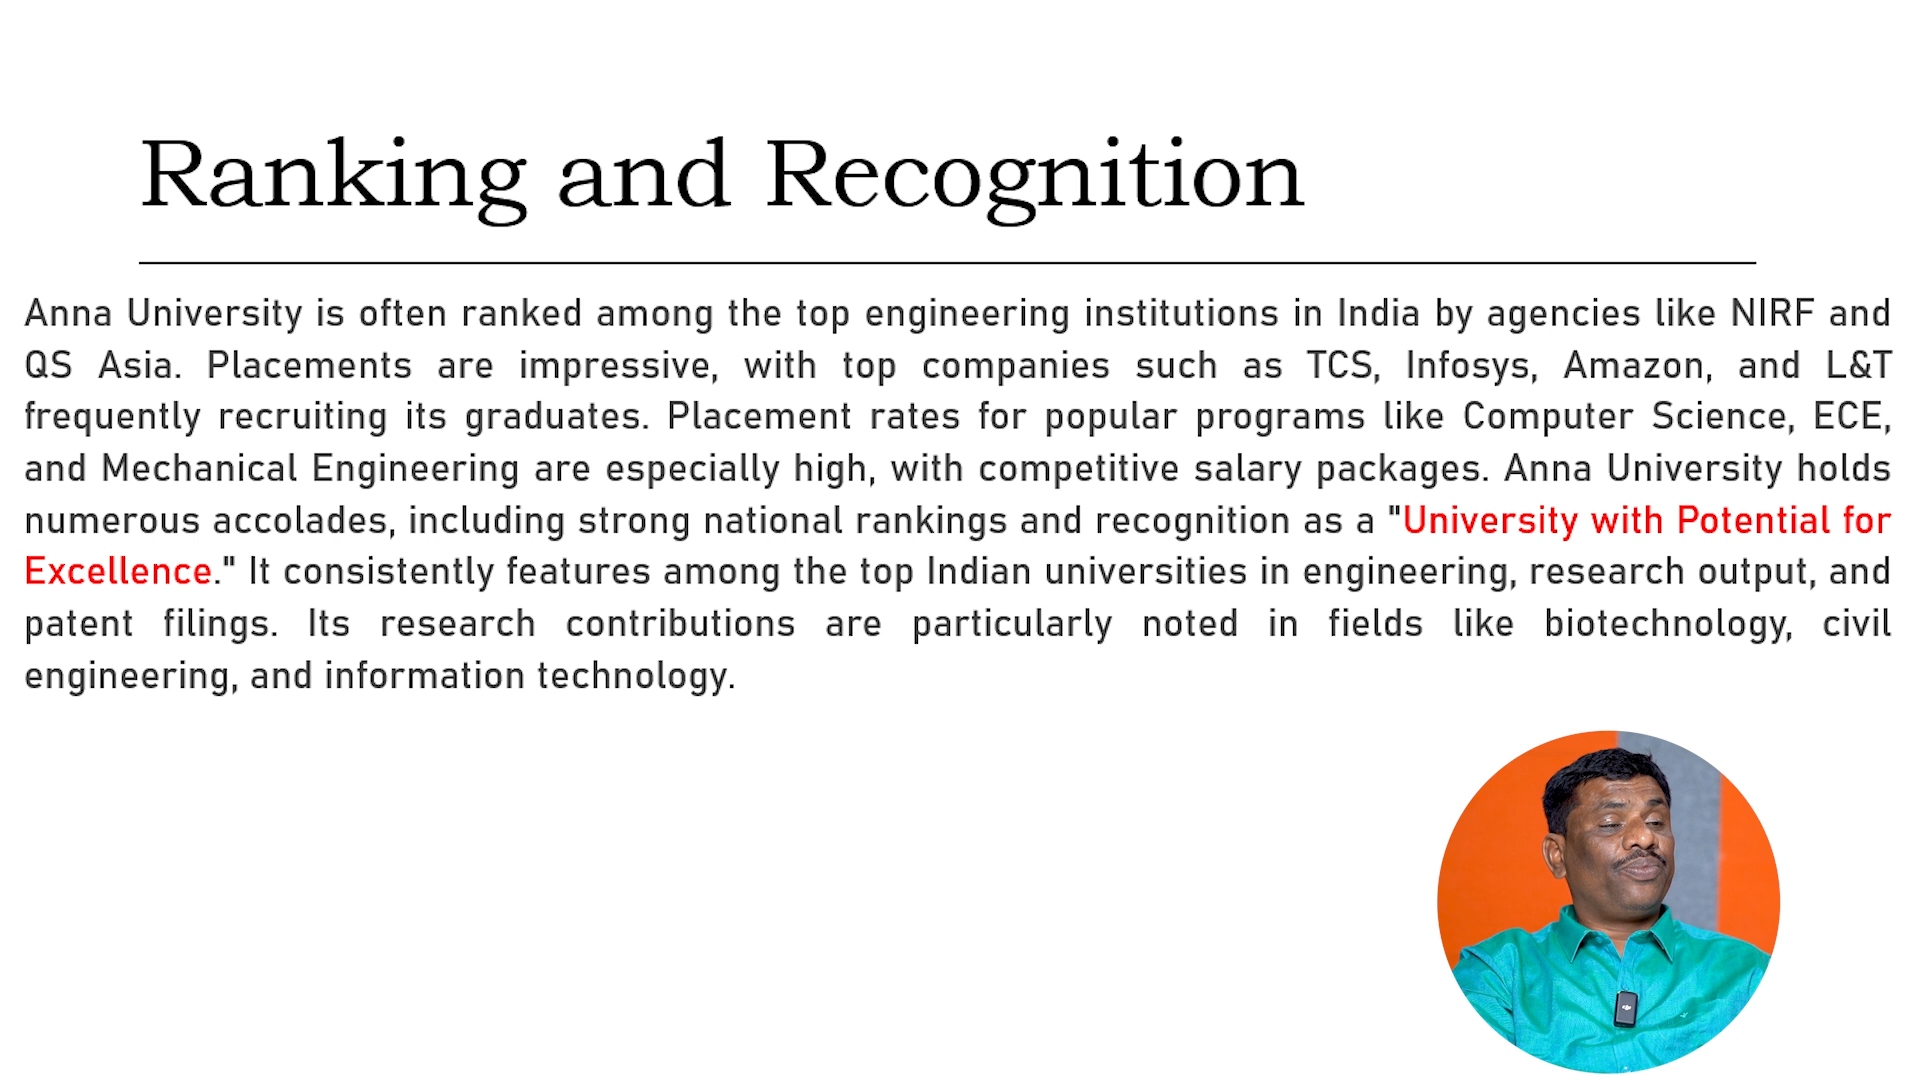 Ranking and Recognition
Anna University is often ranked among the top engineering institutions in India by agencies like NIRF and
QS Asia. Placements are impressive, with top companies such as TCS, Infosys, Amazon, and L&T
frequently recruiting its graduates. Placement rates for popular programs like Computer Science, ECE,
and Mechanical Engineering are especially high, with competitive salary packages. Anna University holds
numerous accolades, including strong national rankings and recognition as a "University with Potential for
Excellence." It consistently features among the top Indian universities in engineering, research output, and
patent filings. Its research contributions are particularly noted in fields like biotechnology, civil
engineering, and information technology.